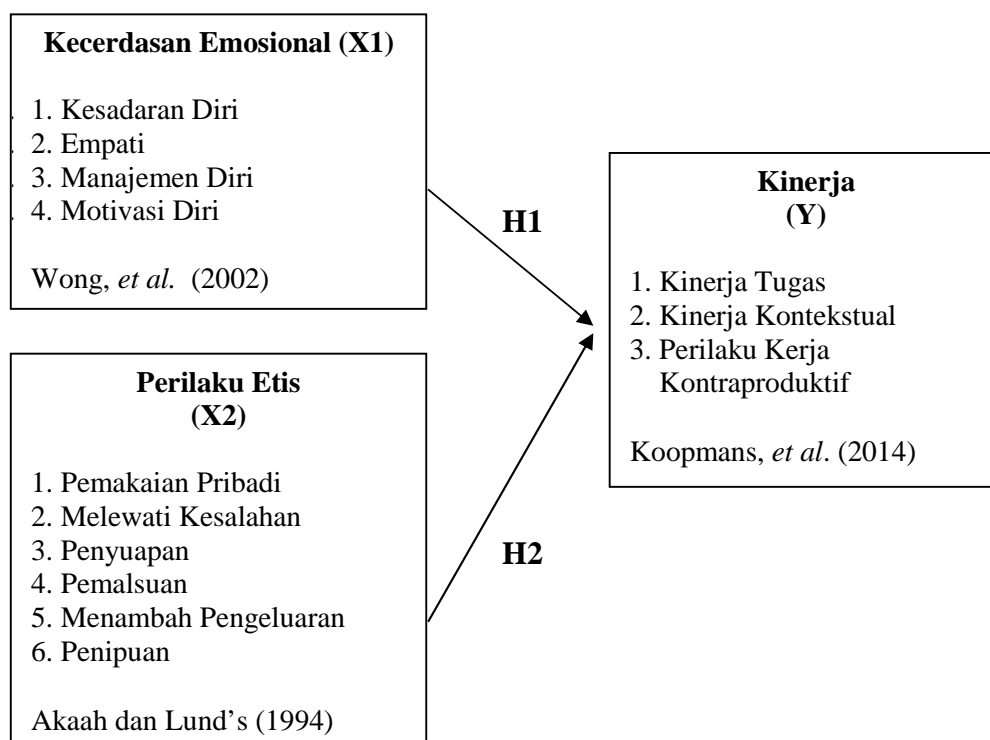 Kecerdasan Emosional (X1)
1. Kesadaran Diri
2. Empati
3. Manajemen Diri
4. Motivasi Diri
Wong, et al. (2002)
H1
Kinerja
(Y)
1. Kinerja Tugas
2. Kinerja Kontekstual
3. Perilaku Kerja
Kontraproduktif
Koopmans, et al. (2014)
Perilaku Etis
(X2)
1. Pemakaian Pribadi
2. Melewati Kesalahan
3. Penyuapan
4. Pemalsuan
5. Menambah Pengeluaran
6. Penipuan
Akaah dan Lund's (1994)
H2